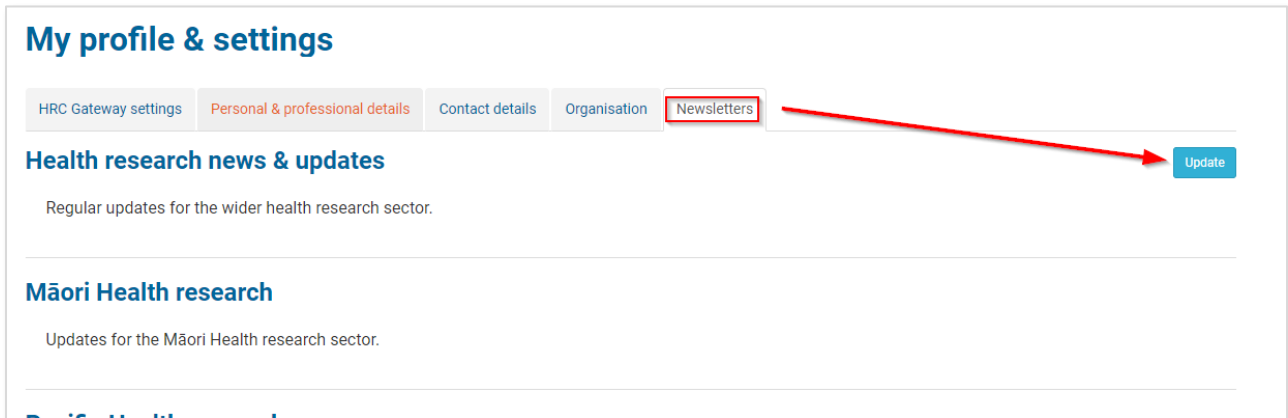 My profile & settings
HRC Gateway settings Personal & professional details Contact details Organisation Newsletters
Health research news & updates
Update
Regular updates for the wider health research sector.
Māori Health research
Updates for the Māori Health research sector.